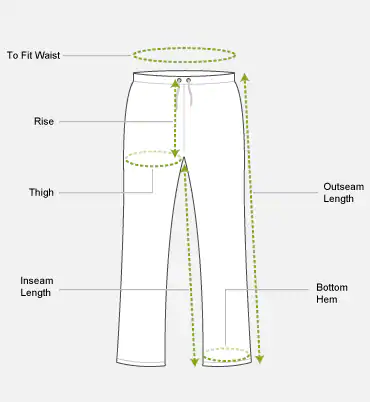 To Fit Waist
Rise
Thigh
Outseam
Length
Inseam
Length
Bottom
Hem